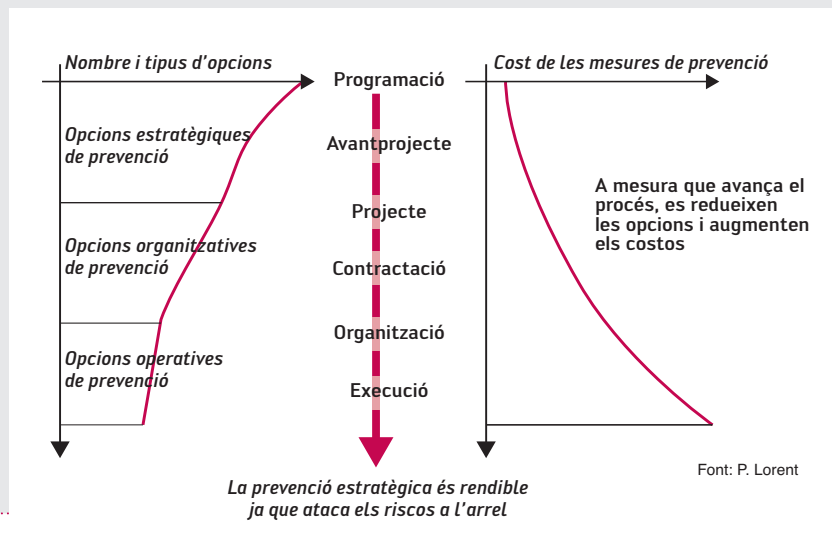 Nombre i tipus d'opcions
Opcions estratègiques
de prevenció
Opcions organitzatives
de prevenció
Opcions operatives
de prevenció
Programació
Avantprojecte
Projecte
Contractació
Organització
Execució
La prevenció estratègica és rendible
ja que ataca els riscos a l'arrel
Cost de les mesures de prevenció
A mesura que avança el
procés, es redueixen
les opcions i augmenten
els costos
Font: P. Lorent